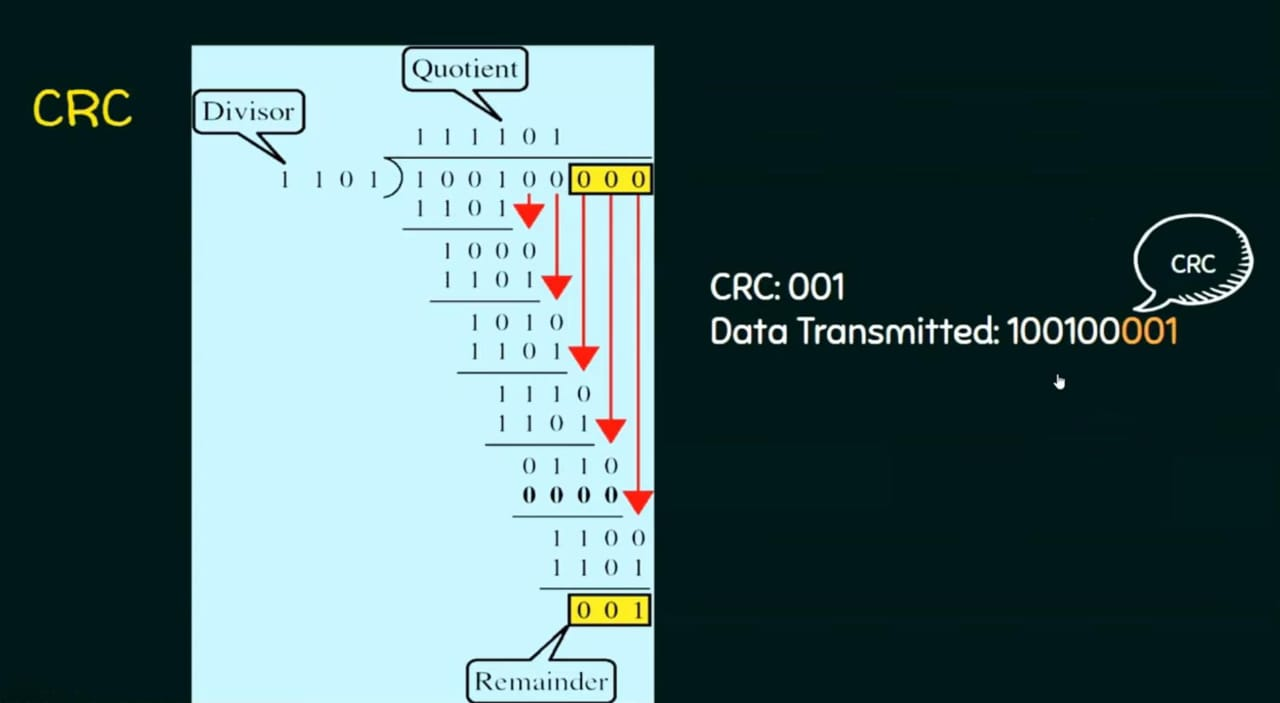 CRC
Quotient
Divisor
1 1 1 1 0 1
1 1 0 1 ) 1 0 0 1 0 0 0 0 0
1 1 0 1
1 0 0 0
1 1 0 1
1 0 1 0
1 1 0 1
1 1 1 0
1 1 0 1
0 1 1 0
0 0 0 0
1 1 0 0
1 1 0 1
0 0 1
Remainder
CRC
CRC: 001
Data Transmitted: 100100001